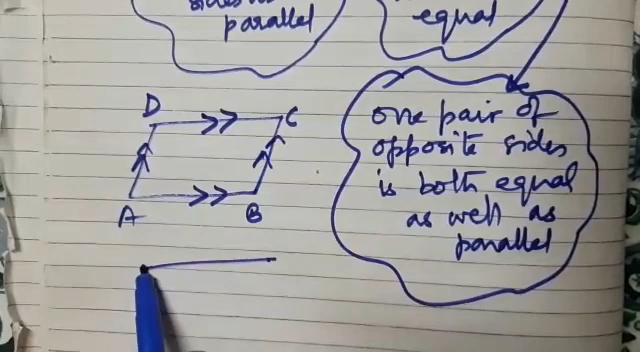 parallel
equal
D
C
A
B
one pair of
opposite sides
is both equal
as well as
parallel